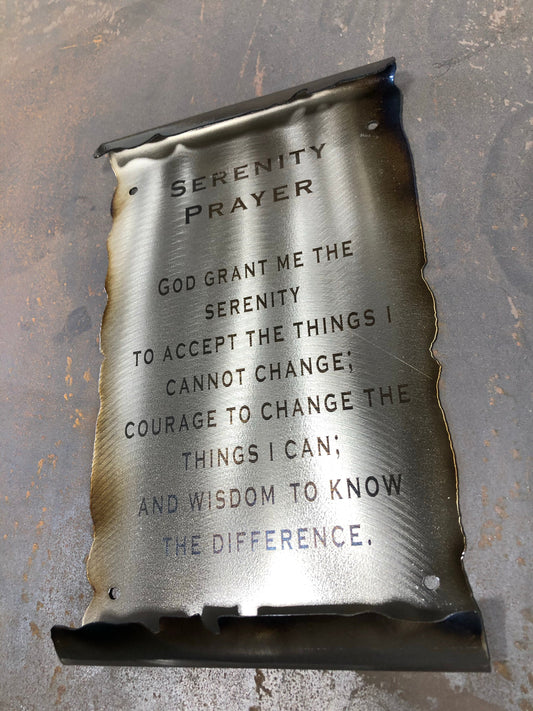 SERENITY
PRAYER
GOD GRANT ME THE
SERENITY
TO ACCEPT THE THINGS I
CANNOT CHANGE;
COURAGE TO CHANGE THE
THINGS I CAN;
AND WISDOM TO KNOW
THE DIFFERENCE.